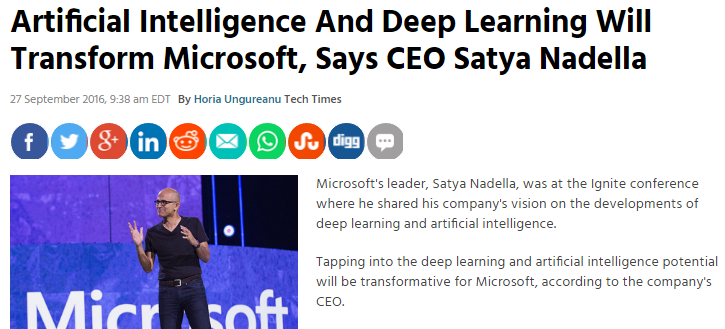 Artificial Intelligence And Deep Learning Will
Transform Microsoft, Says CEO Satya Nadella
27 September 2016, 9:38 am EDT By Horia Ungureanu Tech Times
f g+ in digg
Microsoft's leader, Satya Nadella, was at the Ignite conference
where he shared his company's vision on the developments of
deep learning and artificial intelligence.
Tapping into the deep learning and artificial intelligence potential
will be transformative for Microsoft, according to the company's
CEO.
Microsoft